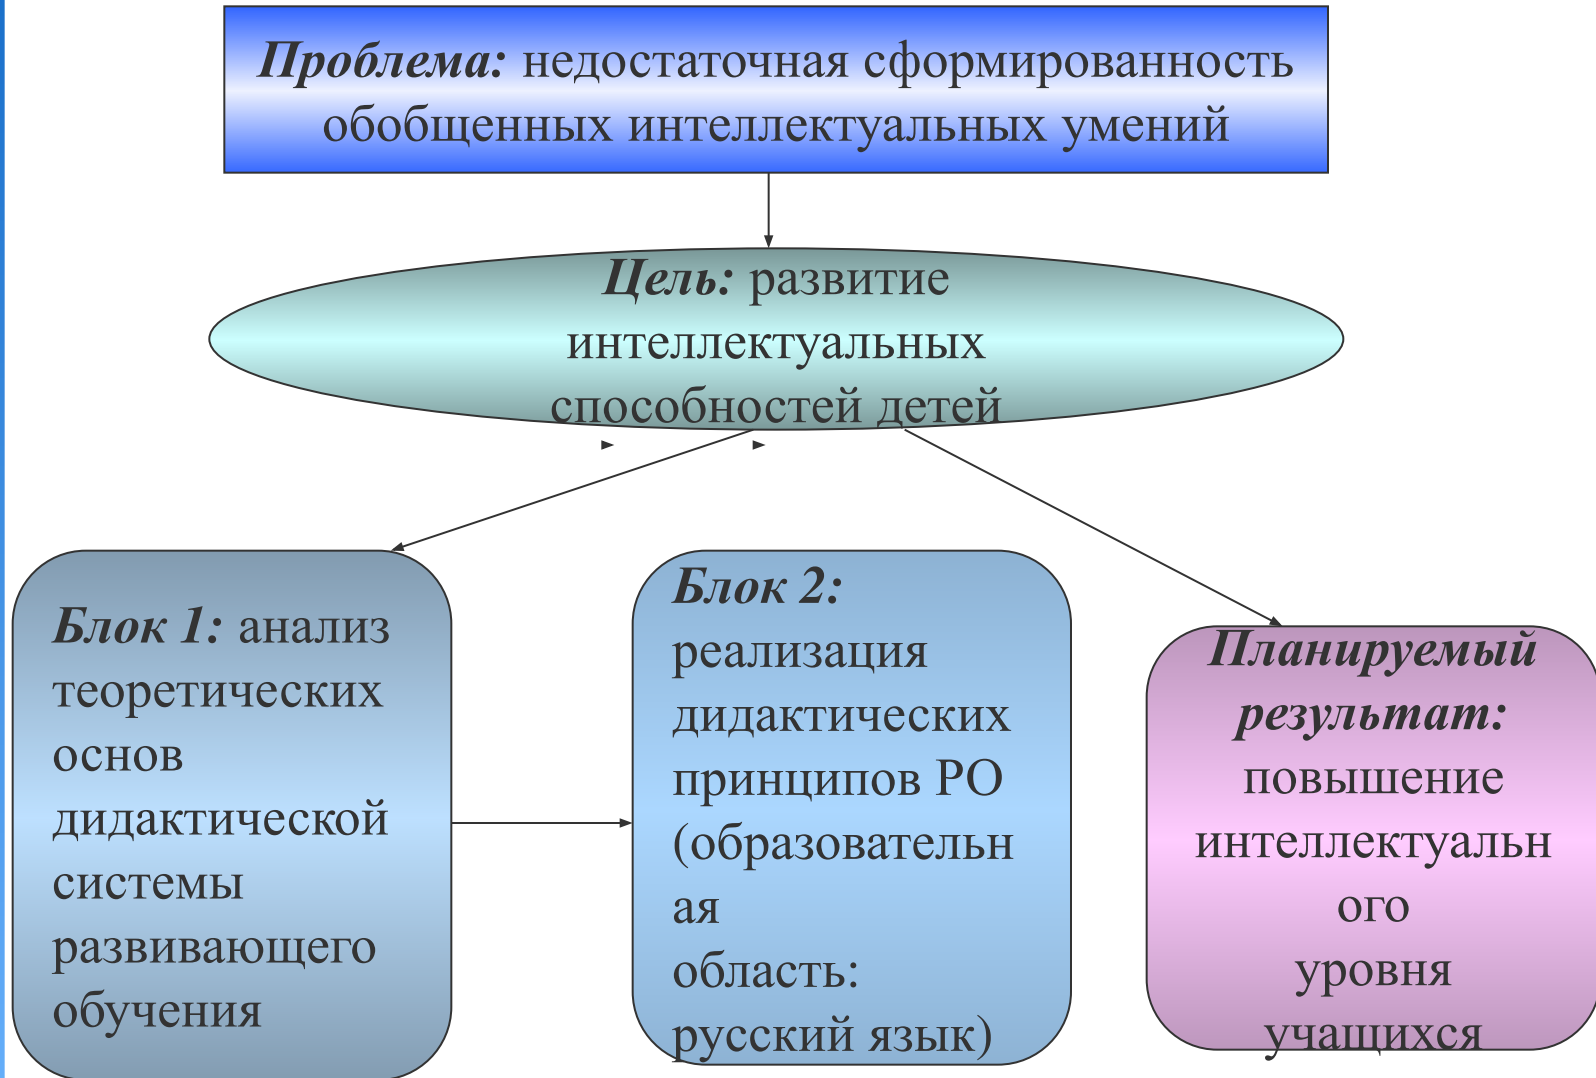 Проблема: недостаточная сформированность
обобщенных интеллектуальных умений
Цель: развитие
интеллектуальных
способностей детей
Блок 1: анализ
теоретических
основ
дидактической
системы
развивающего
обучения
Блок 2:
реализация
дидактических
принципов РО
(образовательн
ая
область:
русский язык)
Планируемый
результат:
повышение
интеллектуальн
ого
уровня
учащихся